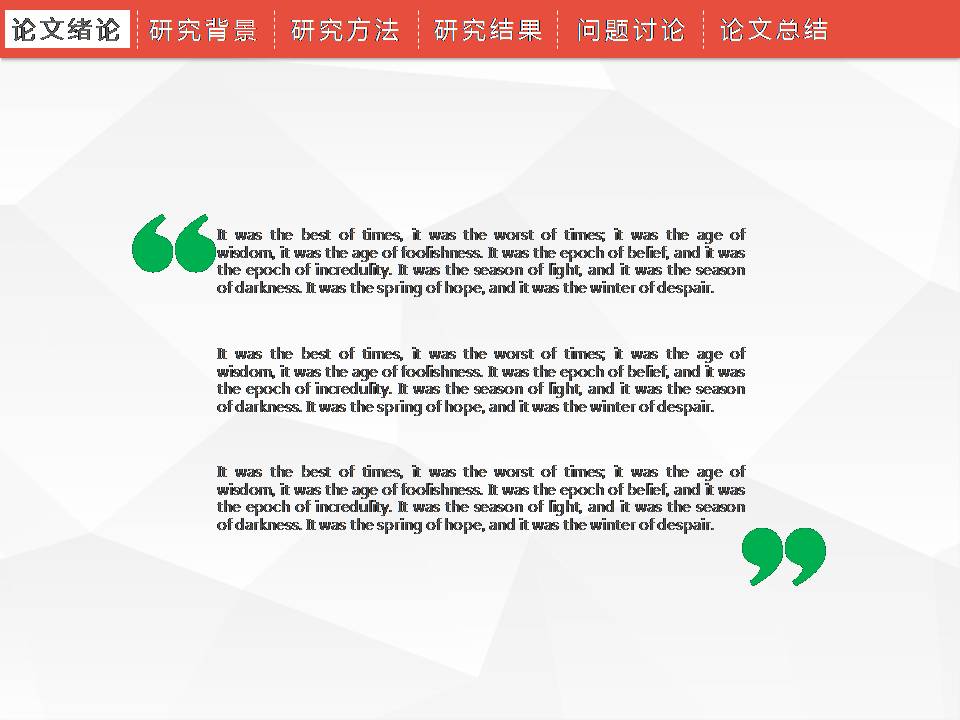 论文绪论 研究背景 研究方法 研究结果 问题讨论 论文总结
“It was the best of times, it was the worst of times; it was the age of
wisdom, it was the age of foolishness. It was the epoch of belief, and it was
the epoch of incredulity. It was the season of light, and it was the season
of darkness. It was the spring of hope, and it was the winter of despair.
It was the best of times, it was the worst of times; it was the age of
wisdom, it was the age of foolishness. It was the epoch of belief, and it was
the epoch of incredulity. It was the season of light, and it was the season
of darkness. It was the spring of hope, and it was the winter of despair.
It was the best of times, it was the worst of times; it was the age of
wisdom, it was the age of foolishness. It was the epoch of belief, and it was
the epoch of incredulity. It was the season of light, and it was the season
of darkness. It was the spring of hope, and it was the winter of despair.”